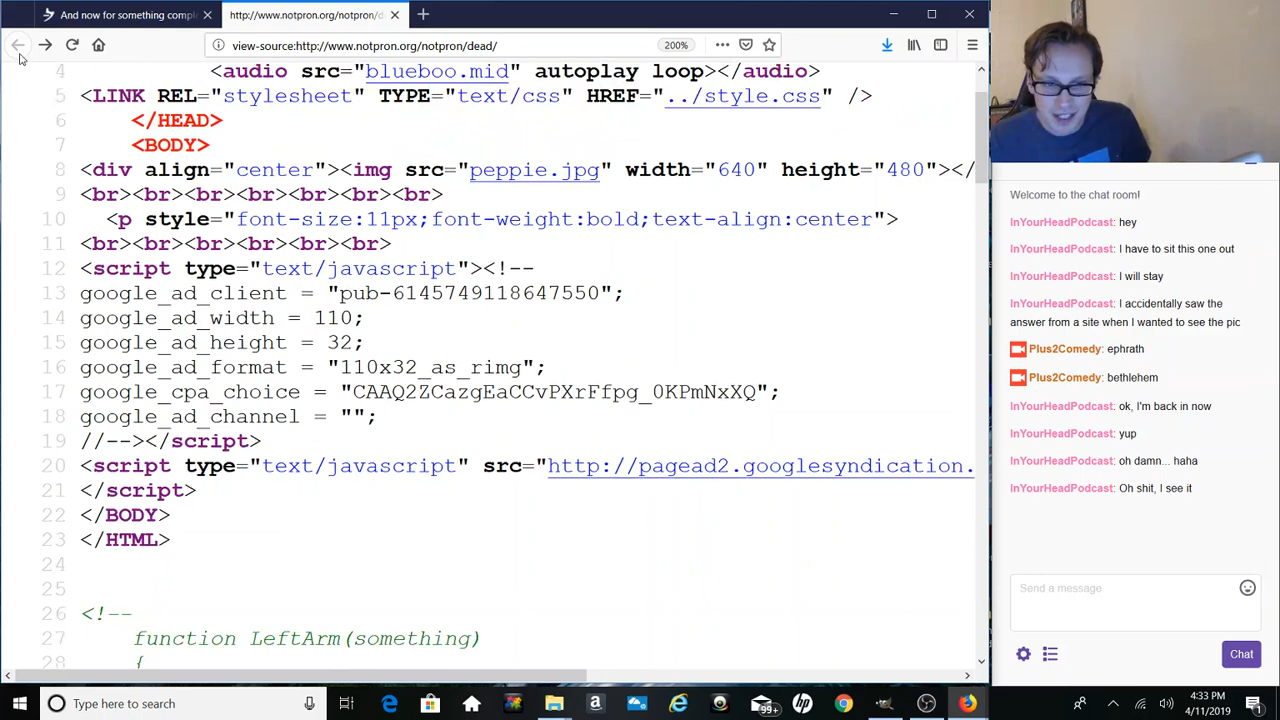 And now for something compl
http://www.notpron.org/notpron/d
view-source:http://www.notpron.org/notpron/dead/
200%
4 <audio src="blueboo.mid" autoplay loop></audio>
5 <LINK REL="stylesheet" TYPE="text/css" HREF="../style.css" />
6 </HEAD>
7 <BODY>
8 <div align="center"><img src="peppie.jpg" width="640" height="480"></
9 <br><br><br><br><br><br>
10 <p style="font-size:11px;font-weight:bold;text-align:center">
11 <br><br><br><br><br>
12 <script type="text/javascript"><!--
13 google_ad_client = "pub-6145749118647550";
14 google_ad_width = 110;
15 google_ad_height = 32;
16 google_ad_format = "110x32_as_rimg";
17 google_cpa_choice = "CAAQ2ZCazgEaCCvPXrFfpg_0KPmNxXQ";
18 google_ad_channel = "";
19 //--></script>
20 <script type="text/javascript" src="http://pagead2.googlesyndication.
21 </script>
22 </BODY>
23 </HTML>
24
25
26 <!--
27 function LeftArm(something)
28 {
Welcome to the chat room!
InYourHeadPodcast: hey
InYourHeadPodcast: I have to sit this one out
InYourHeadPodcast: I will stay
InYourHeadPodcast: I accidentally saw the
answer from a site when I wanted to see the pic
Plus2Comedy: ephrath
Plus2Comedy: bethlehem
InYourHeadPodcast: ok, I'm back in now
InYourHeadPodcast: yup
InYourHeadPodcast: oh damn... haha
InYourHeadPodcast: Oh shit, I see it
Send a message
Chat
Type here to search
99+
4:33 PM
4/11/2019